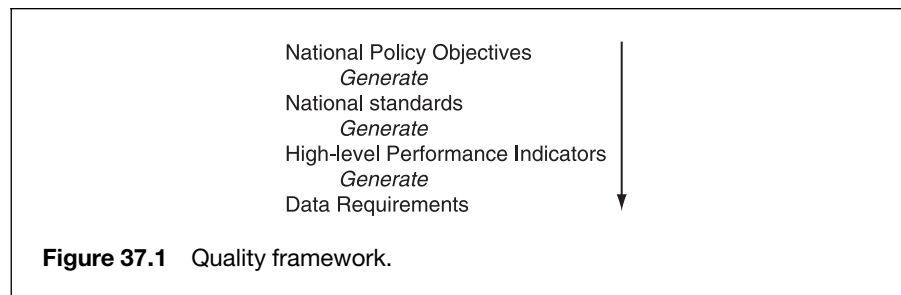 National Policy Objectives
Generate
National standards
Generate
High-level Performance Indicators
Generate
Data Requirements
Figure 37.1 Quality framework.